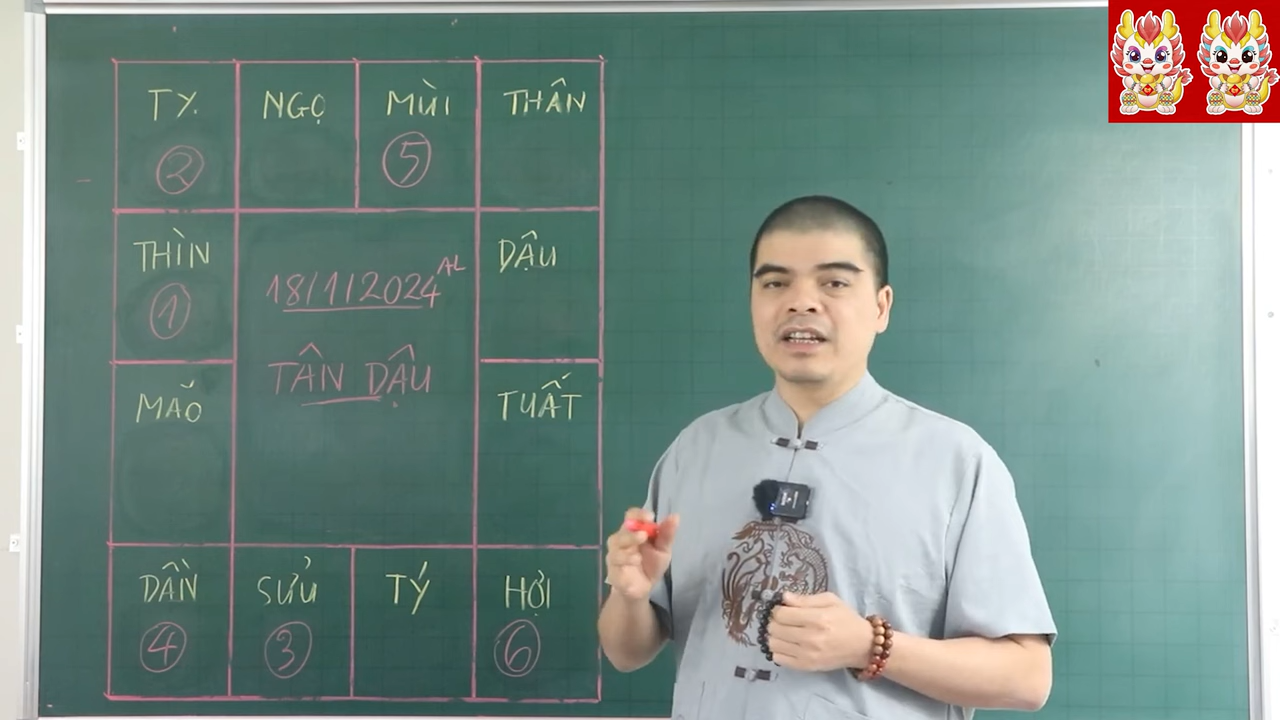 TỴ NGỌ MÙI THÂN
② ⑤
THÌN DẬU
①
18/1/2024 AL
TÂN DẬU
MÃO TUẤT
DẦN SỬU TÝ HỢI
④ ③ ⑥